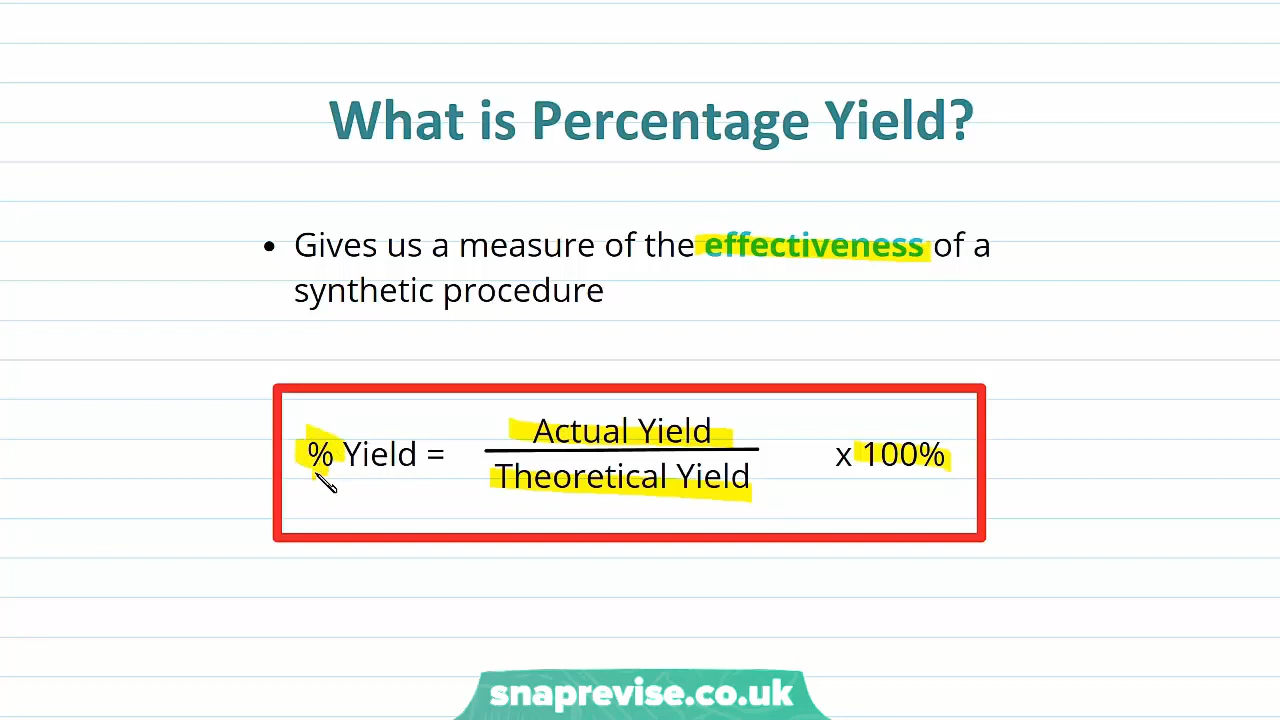 What is Percentage Yield?
• Gives us a measure of the effectiveness of a
synthetic procedure
% Yield =
Actual Yield
Theoretical Yield
x 100%
snaprevise.co.uk